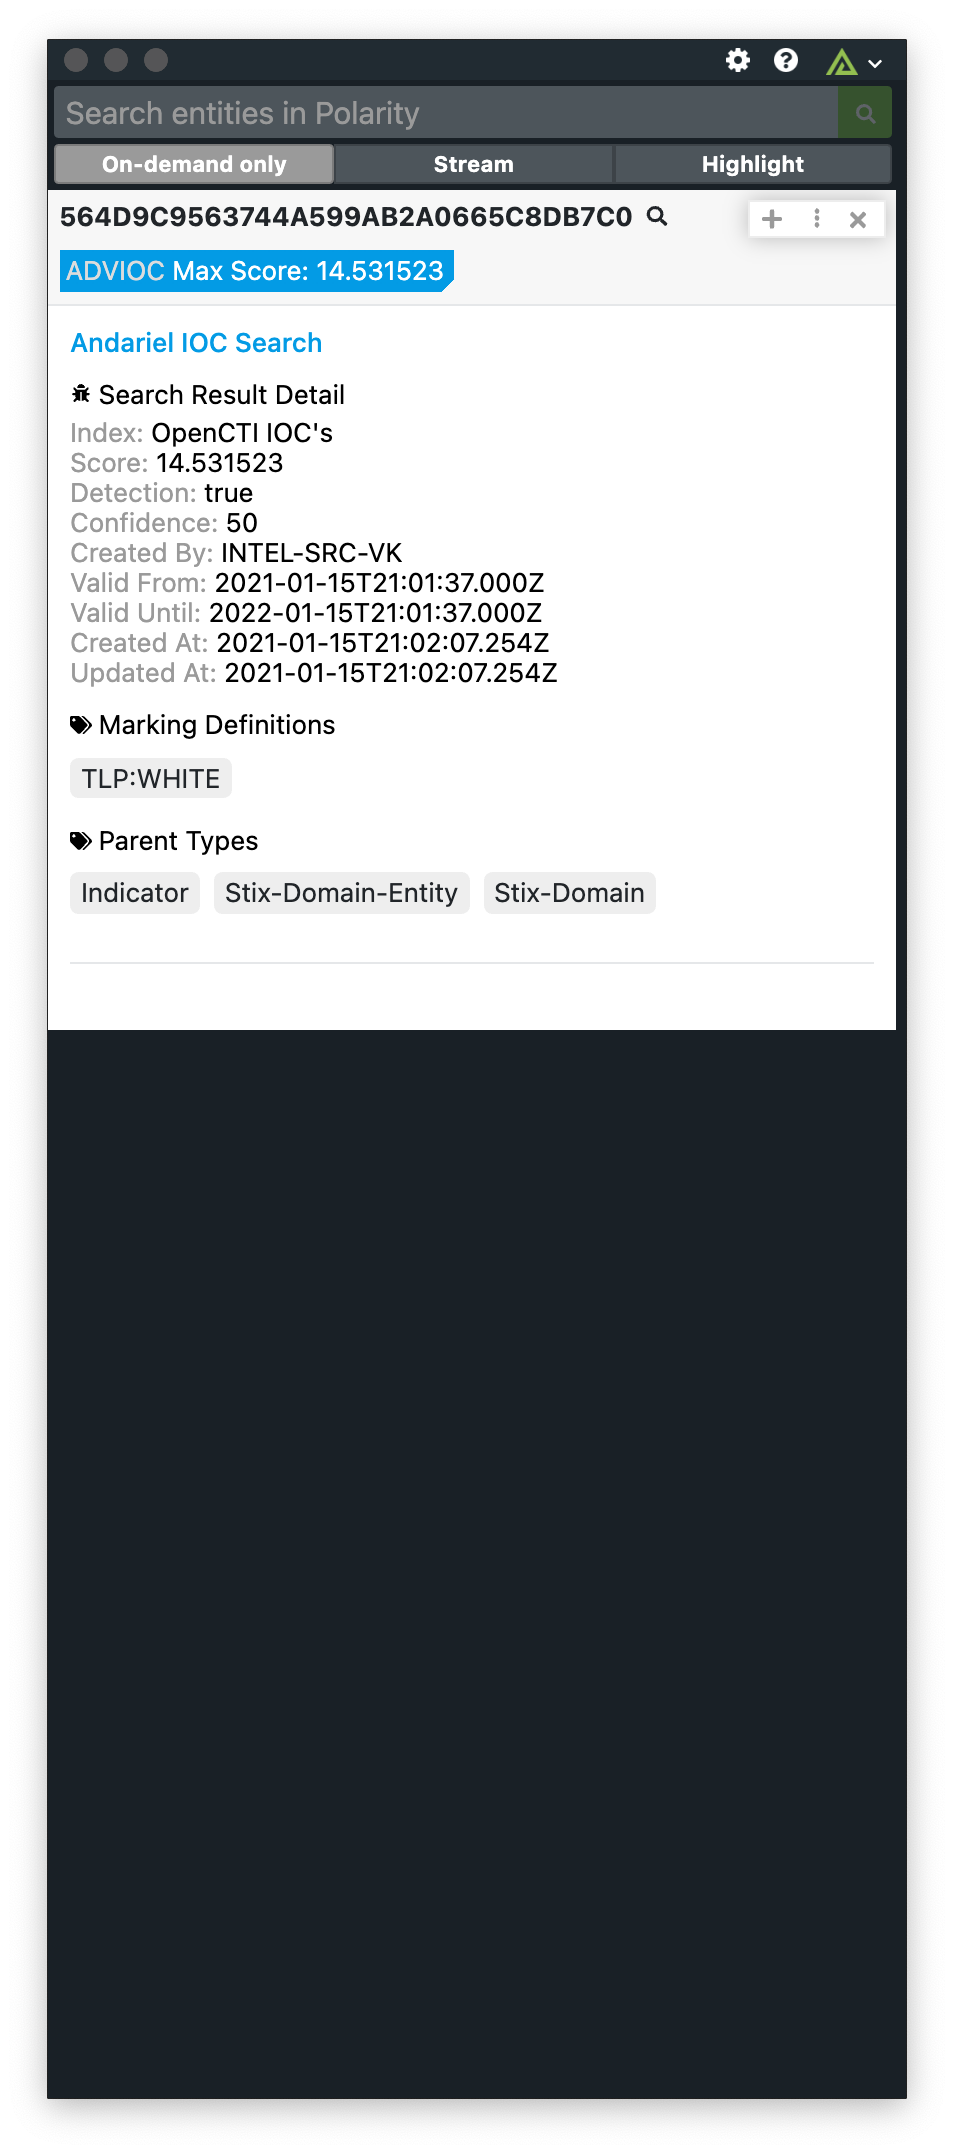 Search entities in Polarity
On-demand only Stream Highlight
564D9C9563744A599AB2A0665C8DB7C0
ADVIOC Max Score: 14.531523
Andariel IOC Search
Search Result Detail
Index: OpenCTI IOC's
Score: 14.531523
Detection: true
Confidence: 50
Created By: INTEL-SRC-VK
Valid From: 2021-01-15T21:01:37.000Z
Valid Until: 2022-01-15T21:01:37.000Z
Created At: 2021-01-15T21:02:07.254Z
Updated At: 2021-01-15T21:02:07.254Z
Marking Definitions
TLP:WHITE
Parent Types
Indicator Stix-Domain-Entity Stix-Domain